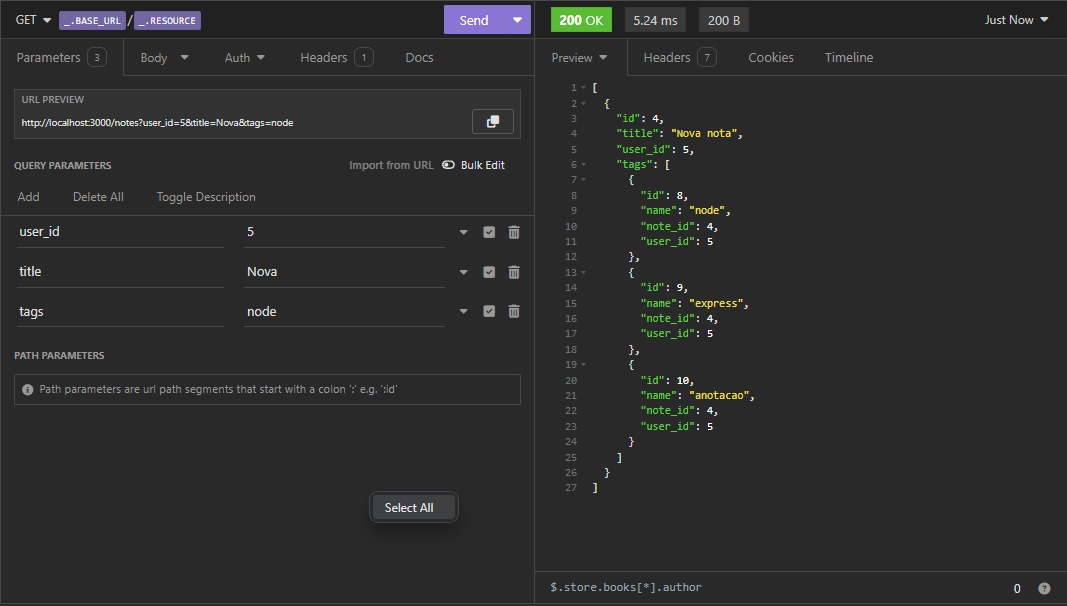 GET _.BASE_URL / _.RESOURCE Send
Parameters 3 Body Auth Headers 1 Docs
URL PREVIEW
http://localhost:3000/notes?user_id=5&title=Nova&tags=node
QUERY PARAMETERS Import from URL Bulk Edit
Add Delete All Toggle Description
user_id 5
title Nova
tags node
PATH PARAMETERS
Path parameters are url path segments that start with a colon ':' e.g. ':id'
Select All
200 OK 5.24 ms 200 B Just Now
Preview Headers 7 Cookies Timeline
1 [
2 {
3 "id": 4,
4 "title": "Nova nota",
5 "user_id": 5,
6 "tags": [
7 {
8 "id": 8,
9 "name": "node",
10 "note_id": 4,
11 "user_id": 5
12 },
13 {
14 "id": 9,
15 "name": "express",
16 "note_id": 4,
17 "user_id": 5
18 },
19 {
20 "id": 10,
21 "name": "anotacao",
22 "note_id": 4,
23 "user_id": 5
24 }
25 ]
26 }
27 ]
$.store.books[*].author 0 ?